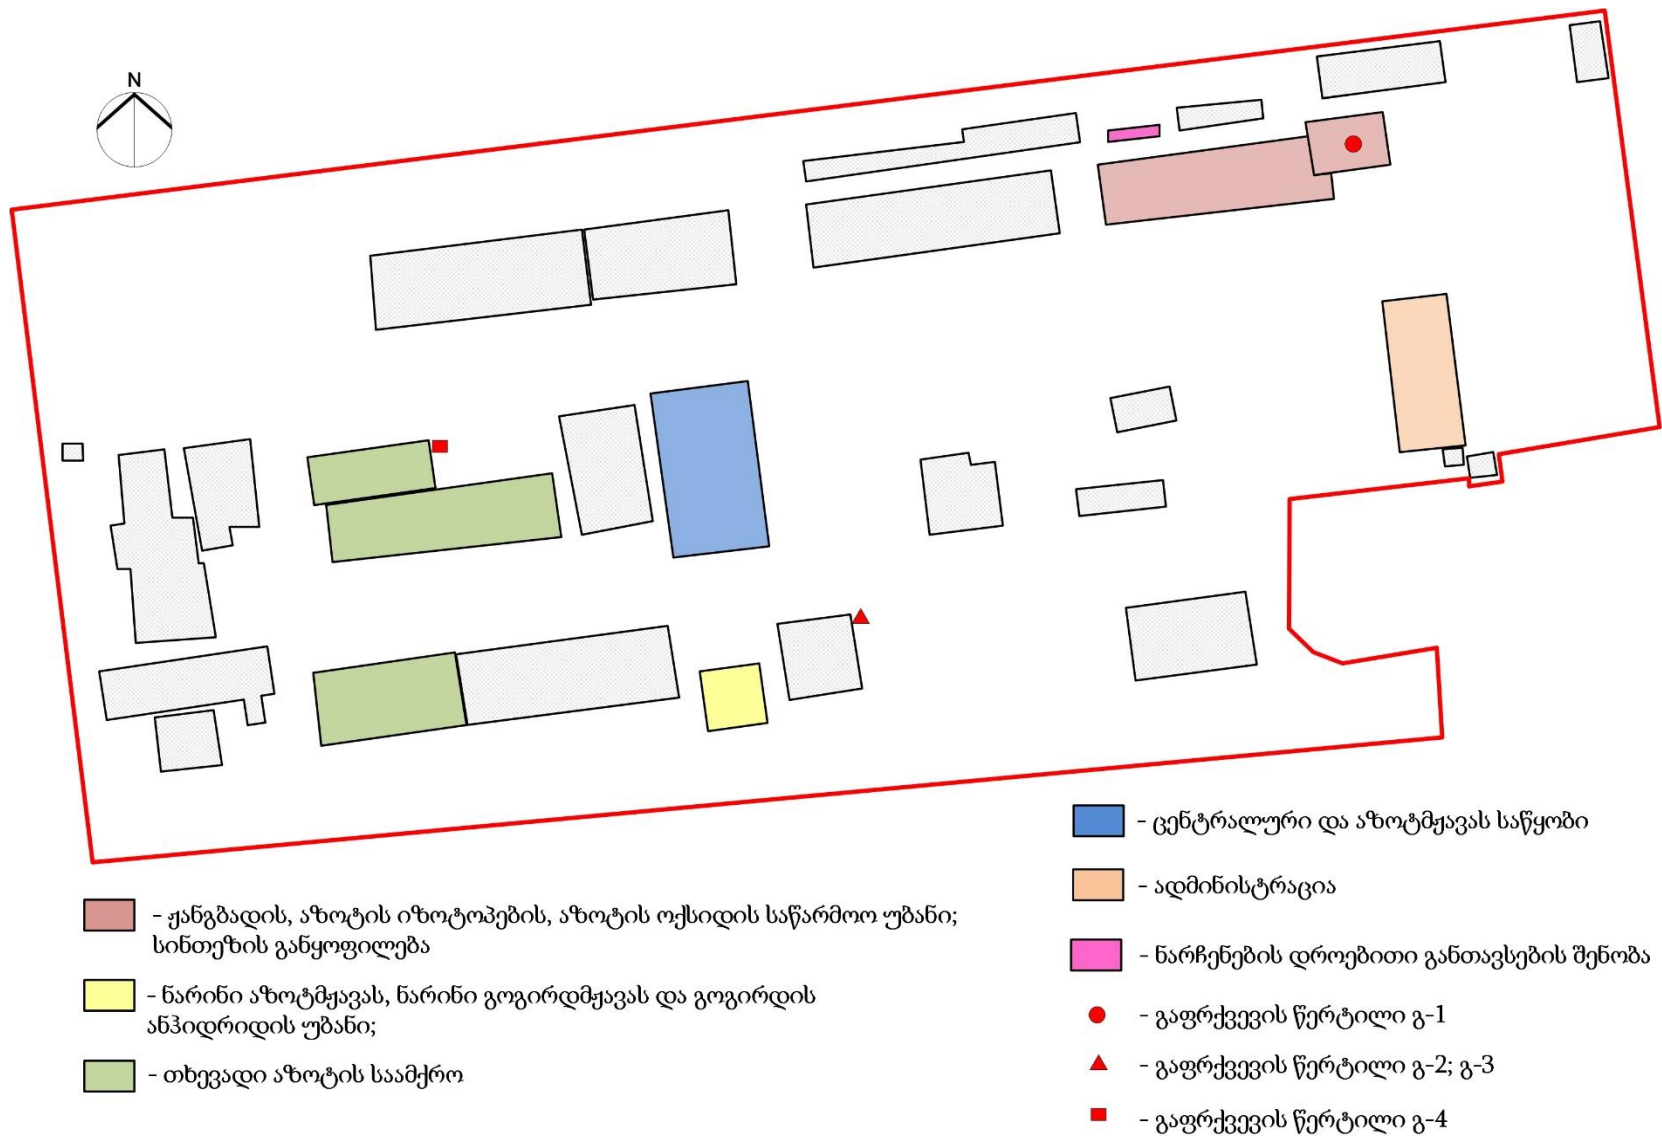 N
- ჟანგბადის, აზოტის იზოტოპების, აზოტის ოქსიდის საწარმოო უბანი;
სინთეზის განყოფილება
- ნარინი აზოტმჟავას, ნარინი გოგირდმჟავას და გოგირდის
ანჰიდრიდის უბანი;
- თხევადი აზოტის საამქრო
- ცენტრალური და აზოტმჟავას საწყობი
- ადმინისტრაცია
- ნარჩენების დროებითი განთავსების შენობა
- გაფრქვევის წერტილი გ-1
- გაფრქვევის წერტილი გ-2; გ-3
- გაფრქვევის წერტილი გ-4